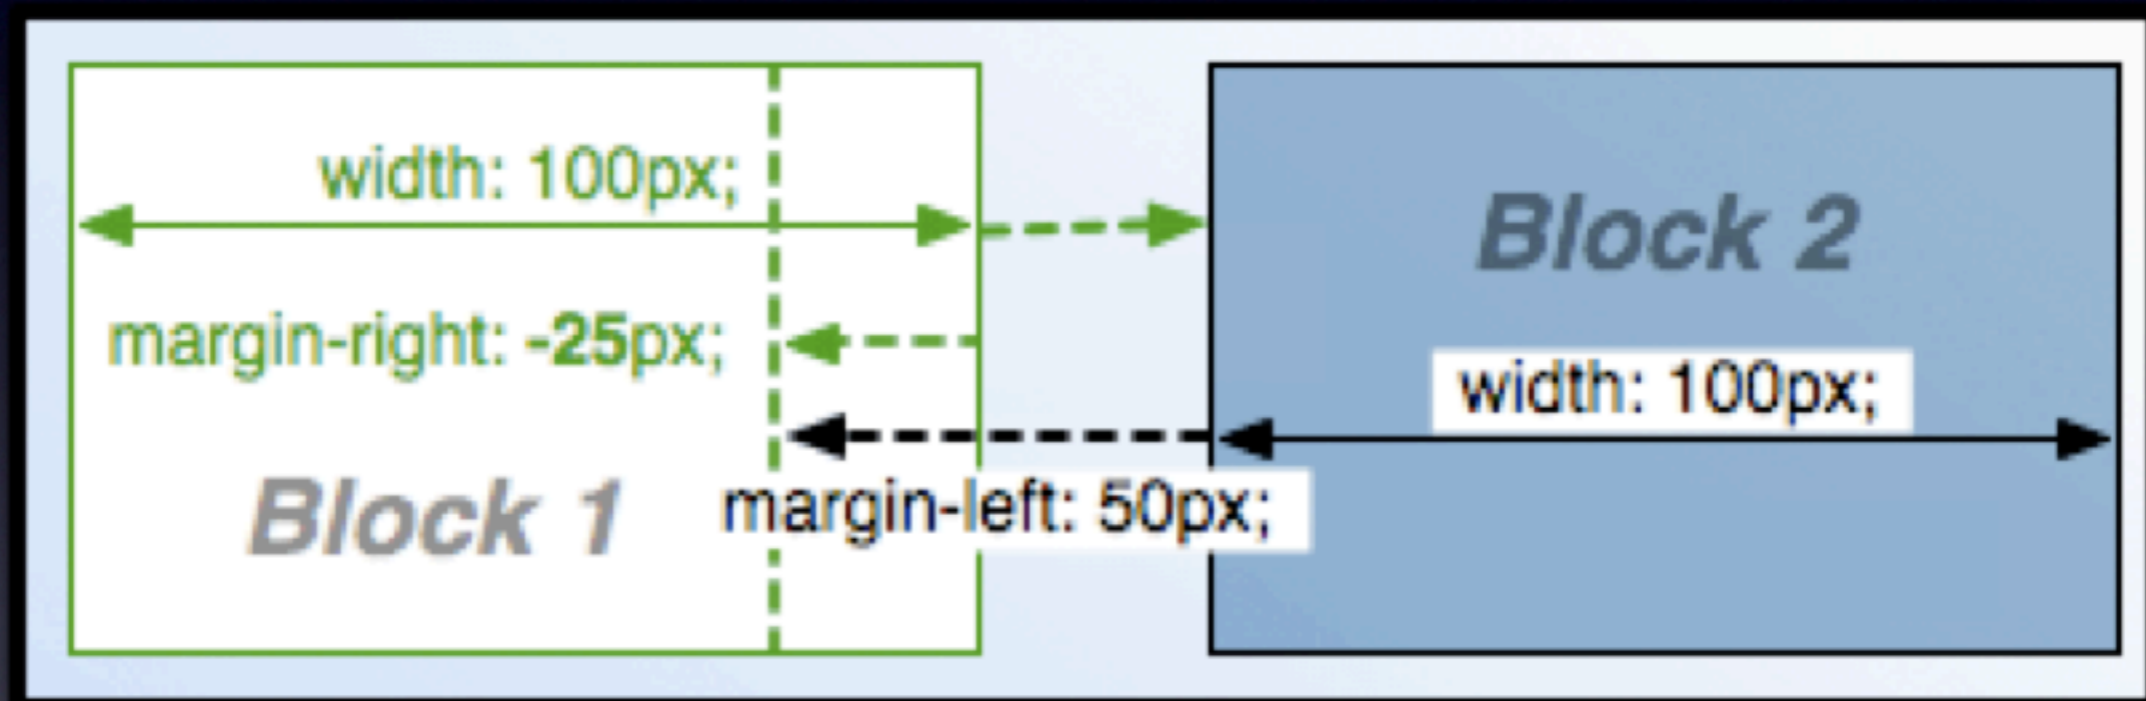 width: 100px;
margin-right: -25px;
Block 1
margin-left: 50px;
Block 2
width: 100px;